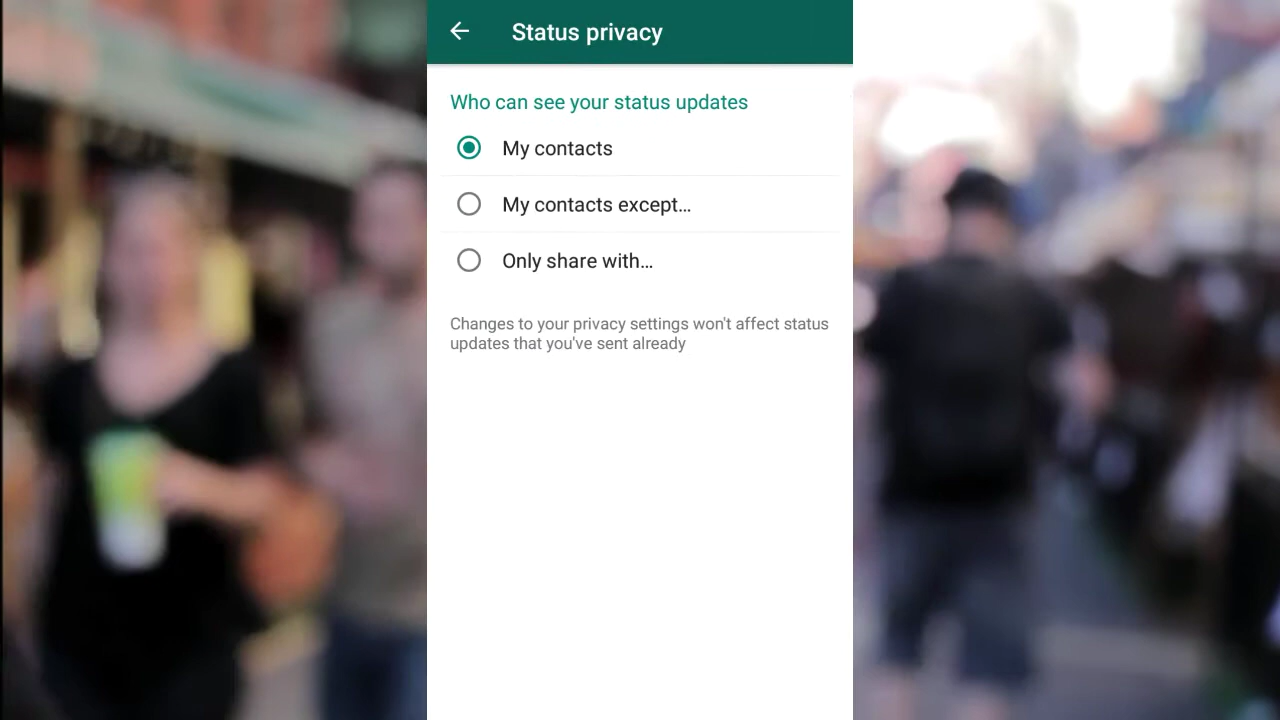 Status privacy
Who can see your status updates
My contacts
My contacts except...
Only share with...
Changes to your privacy settings won't affect status
updates that you've sent already